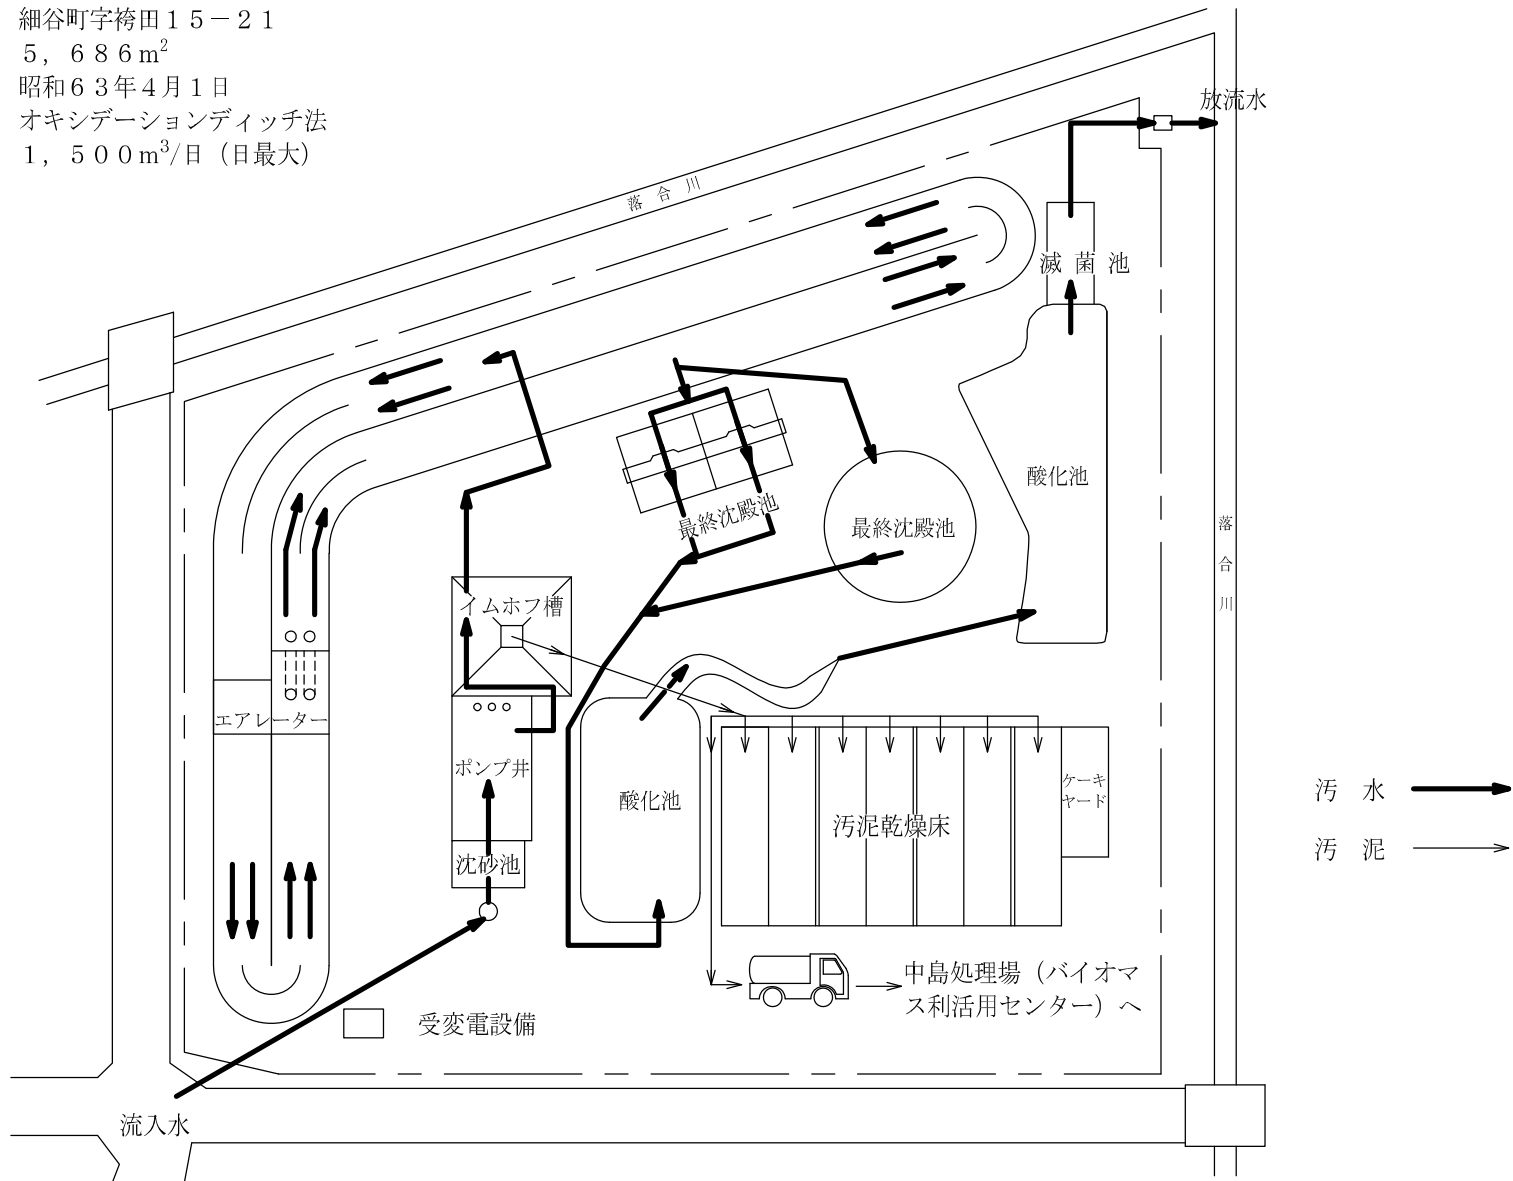 細谷町字袴田１５－２１
５，６８６m²
昭和６３年４月１日
オキシデーションディッチ法
１，５００m³/日（日最大）
放流水
落合川
滅菌池
酸化池
最終沈殿池
最終沈殿池
落合川
イムホフ槽
エアレーター
ポンプ井
酸化池
ケーキ
ヤード
汚泥乾燥床
沈砂池
汚　水
汚　泥
中島処理場（バイオマ
ス利活用センター）へ
受変電設備
流入水